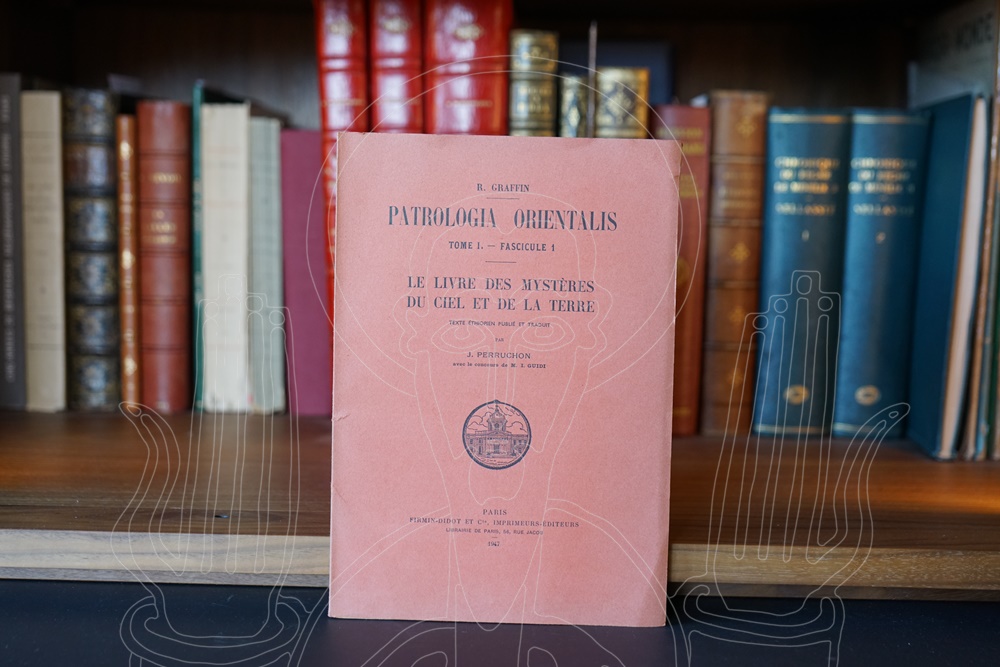 R. GRAFFIN
PATROLOGIA ORIENTALIS
TOME I. — FASCICULE 1
LE LIVRE DES MYSTÈRES
DU CIEL ET DE LA TERRE
TEXTE ÉTHIOPIEN PUBLIÉ ET TRADUIT
PAR
J. PERRUCHON
avec le concours de M. I. GUIDI
PARIS
FIRMIN-DIDOT ET Cie, IMPRIMEURS-ÉDITEURS
LIBRAIRIE DE PARIS, 56, RUE JACOB
1947